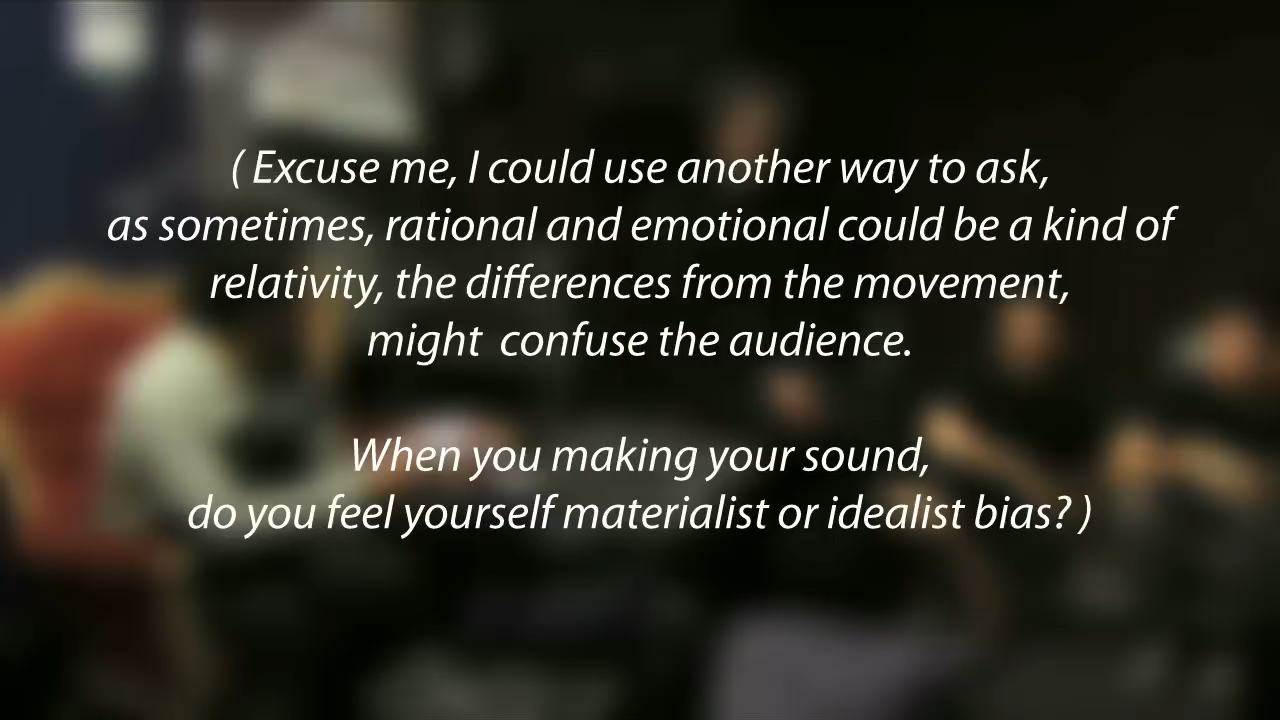 ( Excuse me, I could use another way to ask,
as sometimes, rational and emotional could be a kind of
relativity, the differences from the movement,
might  confuse the audience.
When you making your sound,
do you feel yourself materialist or idealist bias? )